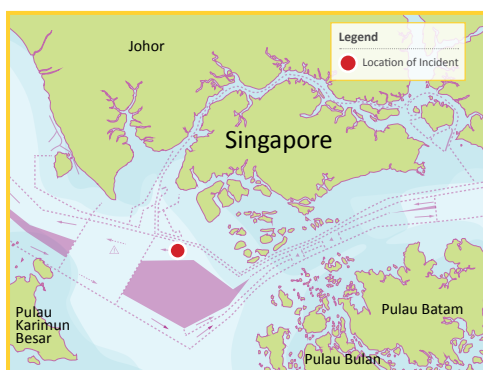 Legend
Location of Incident
Johor
Singapore
Pulau
Karimun
Besar
Pulau Batam
Pulau Bulan